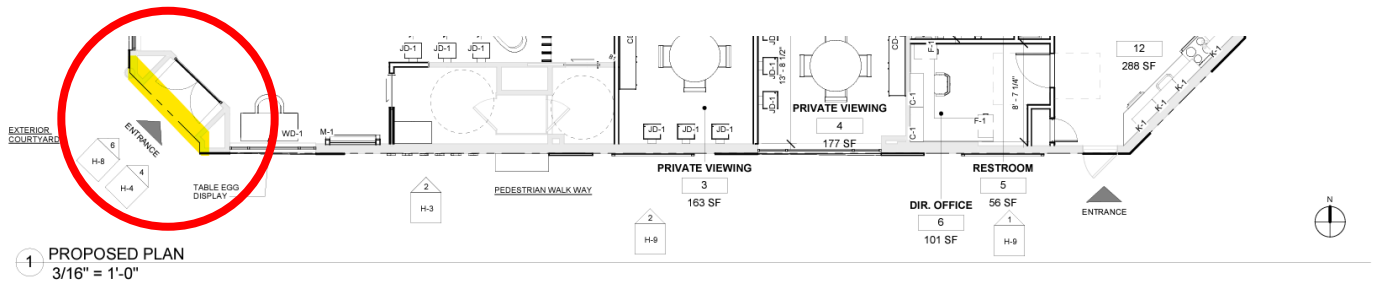 JD-1
JD-1
JD-1
13' - 8 1/2"
JD-1
JD-1
F-1
C-1
C-1
F-1
8' - 7 1/4"
12
288 SF
K-1
K-1
K-1
K-1
K-1
PRIVATE VIEWING
4
177 SF
EXTERIOR
COURTYARD
ENTRANCE
WD-1
M-1
JD-1
JD-1
JD-1
6
H-8
4
H-4
TABLE EGG
DISPLAY
2
H-3
PEDESTRIAN WALK WAY
PRIVATE VIEWING
3
163 SF
2
H-9
DIR. OFFICE
6
101 SF
RESTROOM
5
56 SF
1
H-9
ENTRANCE
N
1
PROPOSED PLAN
3/16" = 1'-0"